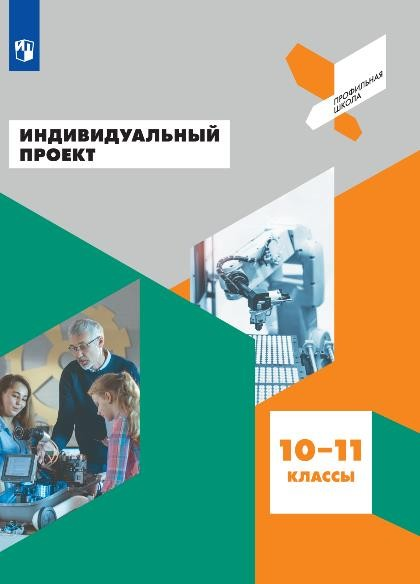 ПРОФИЛЬНАЯ
ШКОЛА
ИНДИВИДУАЛЬНЫЙ
ПРОЕКТ
10–11
КЛАССЫ